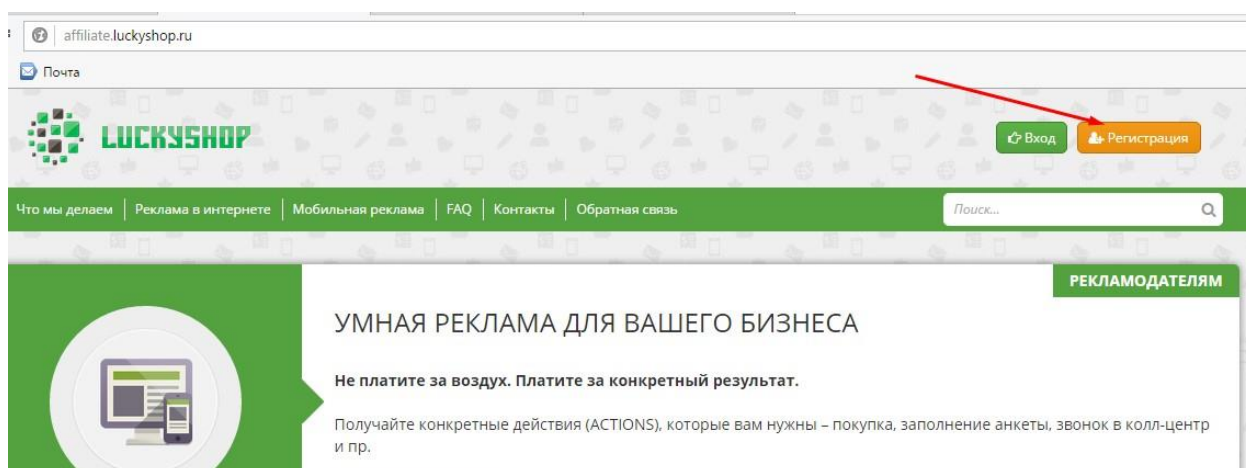 affiliate.luckyshop.ru
Почта
LUCKYSHOP
Вход
Регистрация
Что мы делаем
Реклама в интернете
Мобильная реклама
FAQ
Контакты
Обратная связь
Поиск...
РЕКЛАМОДАТЕЛЯМ
УМНАЯ РЕКЛАМА ДЛЯ ВАШЕГО БИЗНЕСА
Не платите за воздух. Платите за конкретный результат.
Получайте конкретные действия (ACTIONS), которые вам нужны – покупка, заполнение анкеты, звонок в колл-центр
и пр.